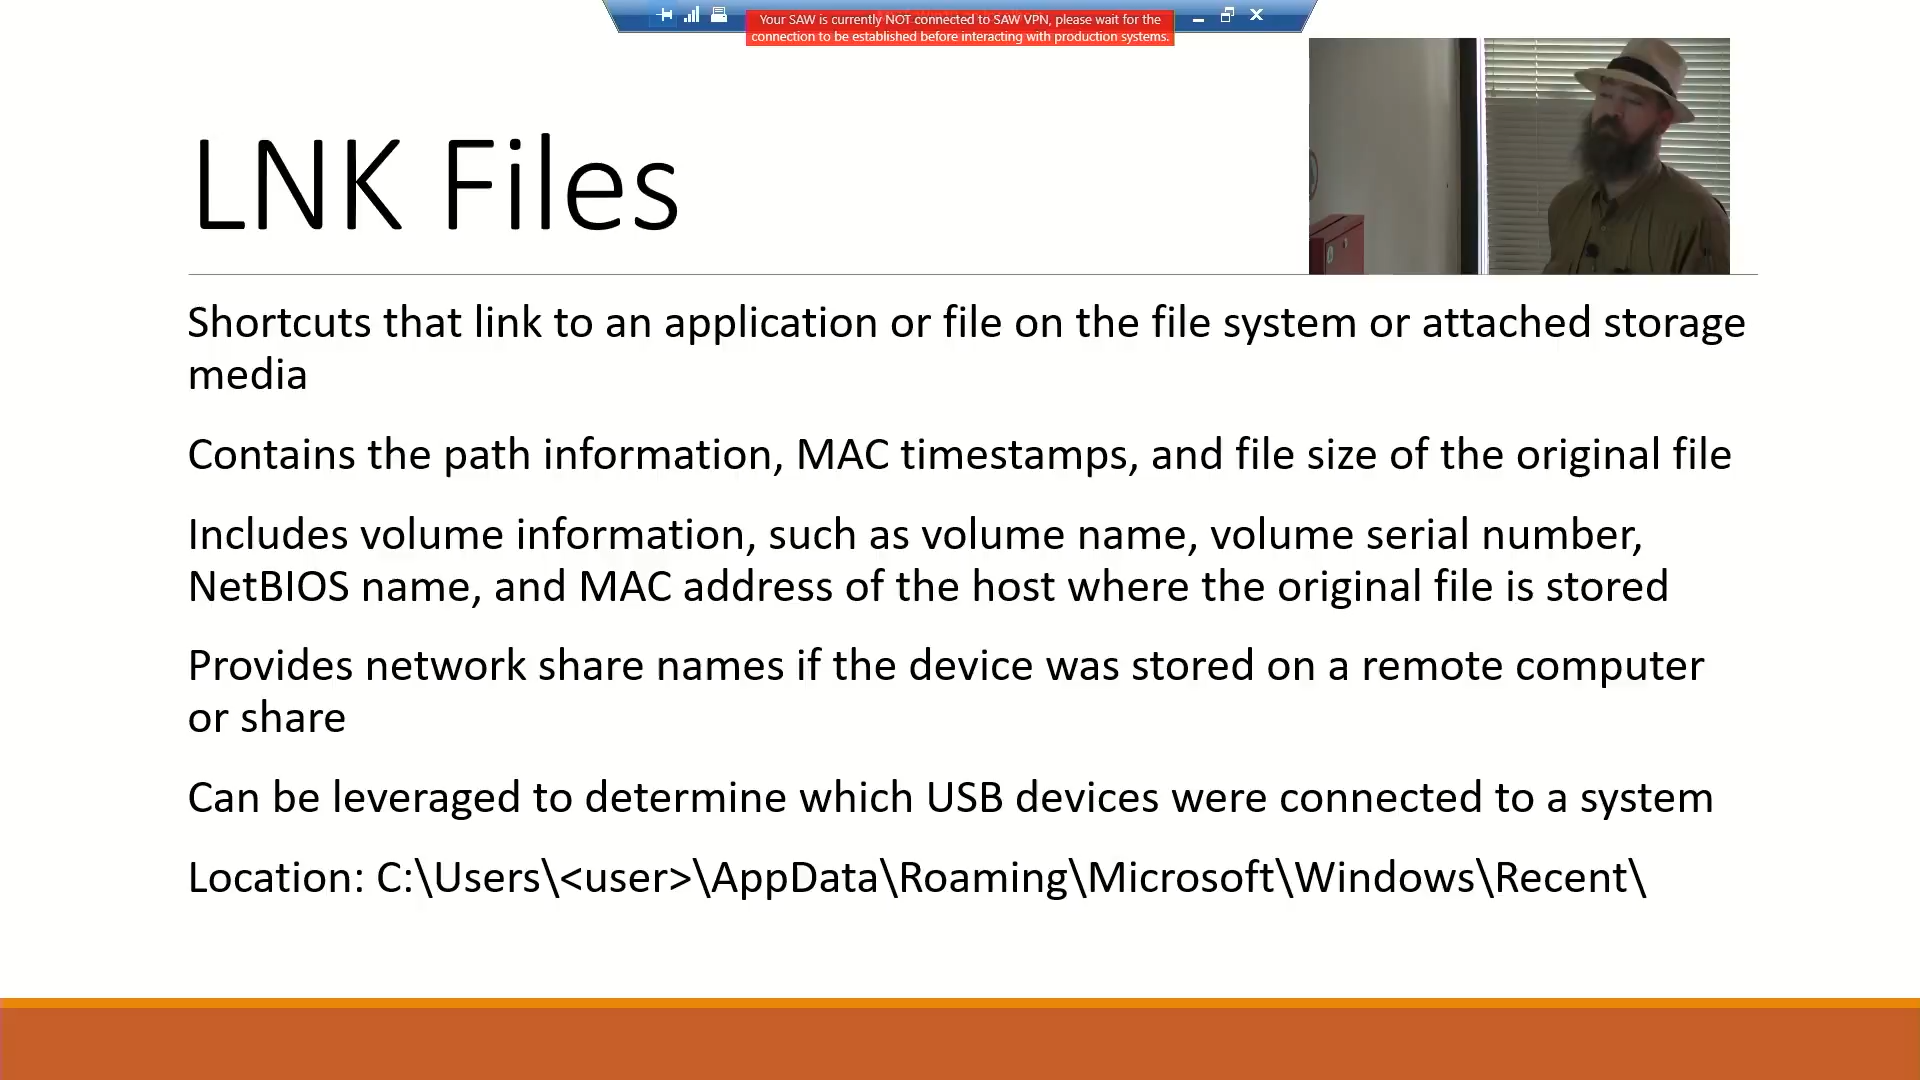 Your SAW is currently NOT connected to SAW VPN, please wait for the
connection to be established before interacting with production systems.
LNK Files
Shortcuts that link to an application or file on the file system or attached storage
media
Contains the path information, MAC timestamps, and file size of the original file
Includes volume information, such as volume name, volume serial number,
NetBIOS name, and MAC address of the host where the original file is stored
Provides network share names if the device was stored on a remote computer
or share
Can be leveraged to determine which USB devices were connected to a system
Location: C:\Users\<user>\AppData\Roaming\Microsoft\Windows\Recent\